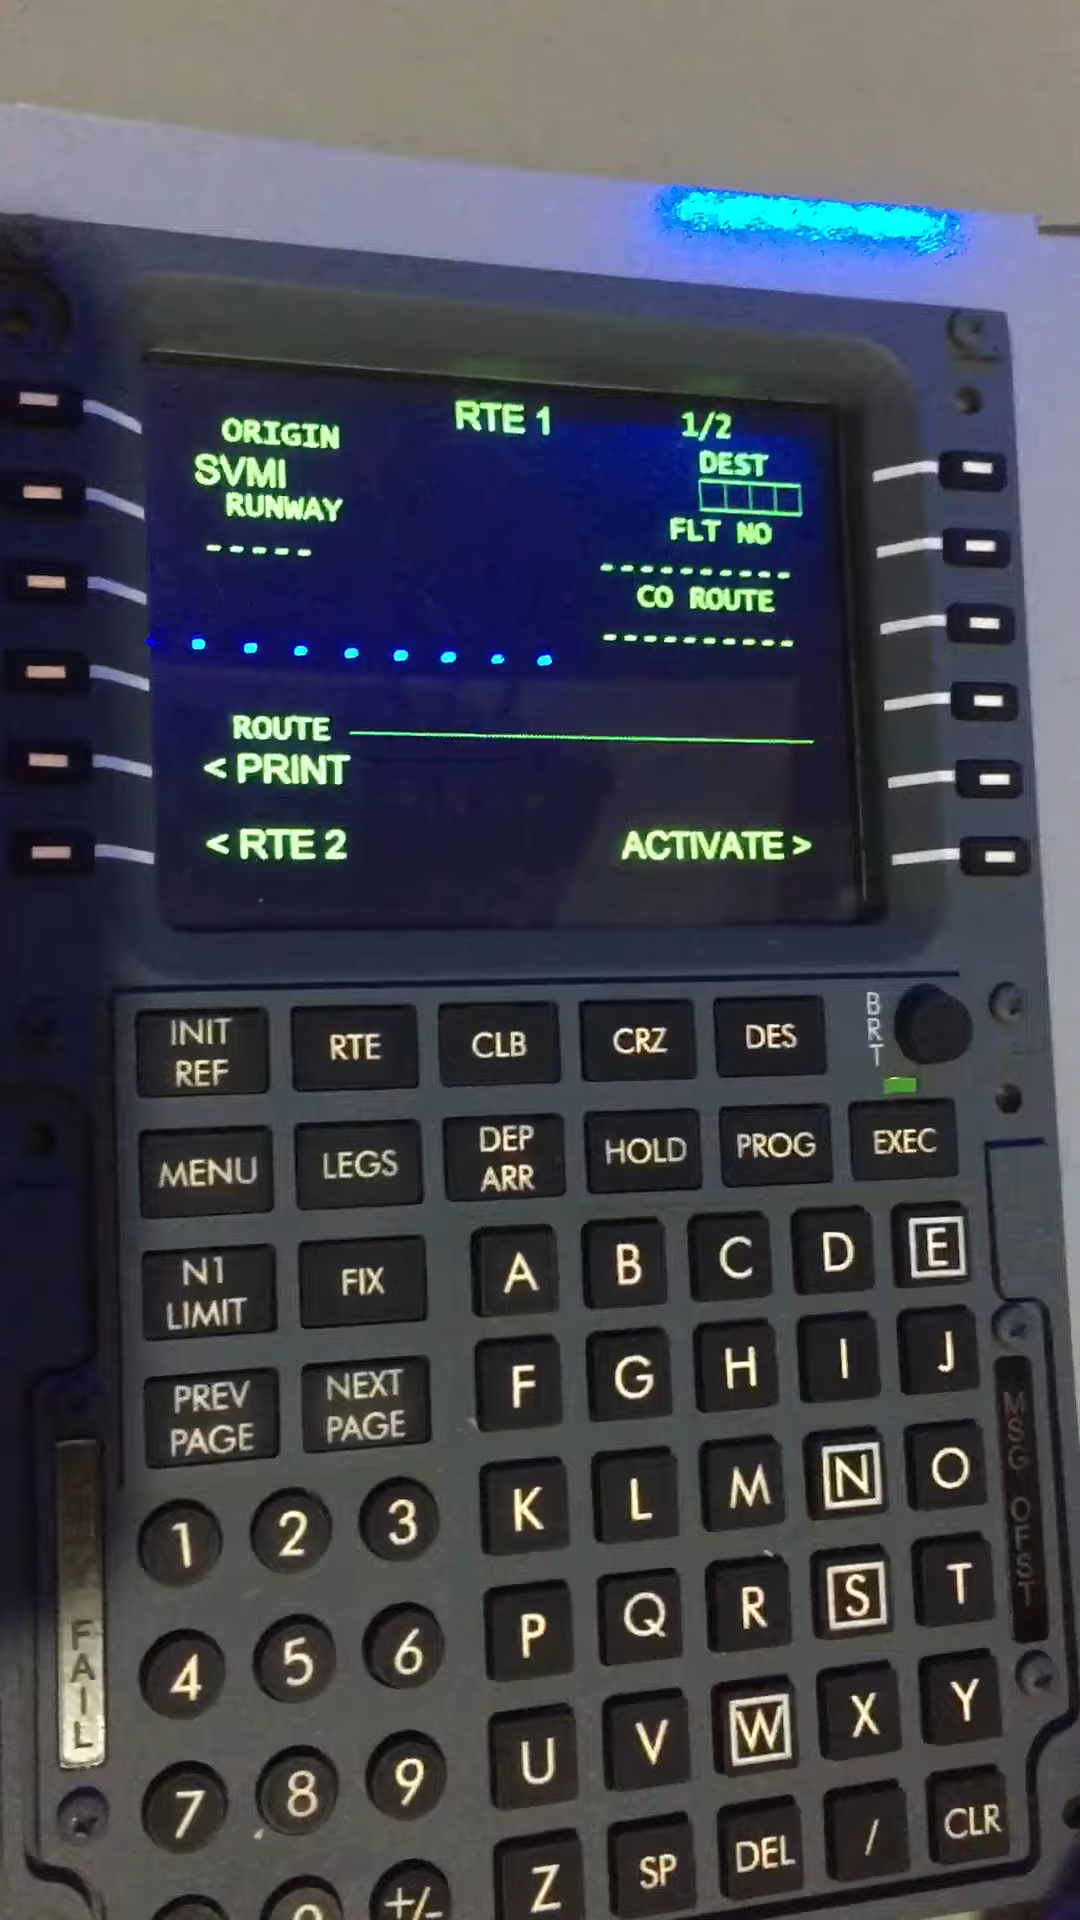 RTE 1 1/2
ORIGIN DEST
SVMI
RUNWAY FLT NO
-----
----------
CO ROUTE
----------
ROUTE
< PRINT
< RTE 2 ACTIVATE >
INIT REF RTE CLB CRZ DES BRT
MENU LEGS DEP ARR HOLD PROG EXEC
N1 LIMIT FIX A B C D E
PREV PAGE NEXT PAGE F G H I J
1 2 3 K L M N O
4 5 6 P Q R S T
7 8 9 U V W X Y
+/- Z SP DEL / CLR
FAIL
MSG OFST